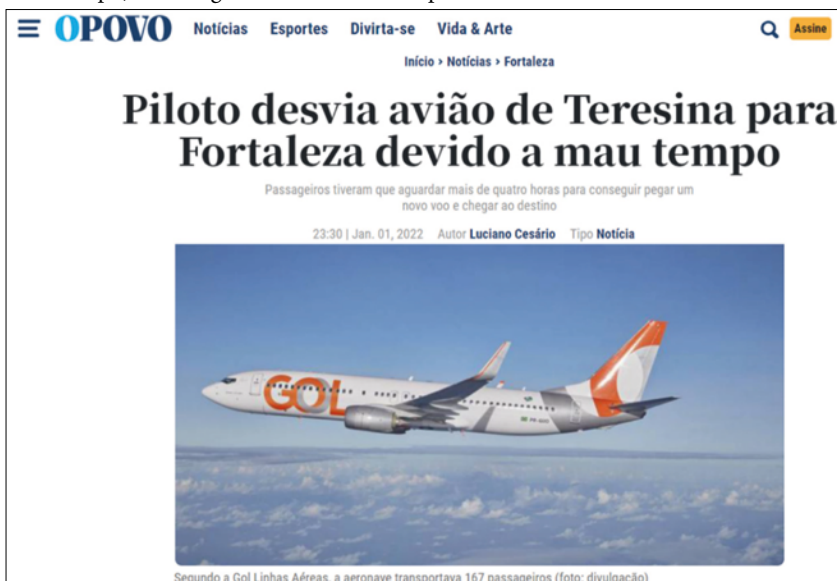 OPOVO Notícias Esportes Divirta-se Vida & Arte Assine
Início > Notícias > Fortaleza
Piloto desvia avião de Teresina para
Fortaleza devido a mau tempo
Passageiros tiveram que aguardar mais de quatro horas para conseguir pegar um
novo voo e chegar ao destino
23:30 | Jan. 01, 2022 Autor Luciano Cesário Tipo Notícia
GOL
Segundo a Gol Linhas Aéreas, a aeronave transportava 167 passageiros (foto: divulgação)